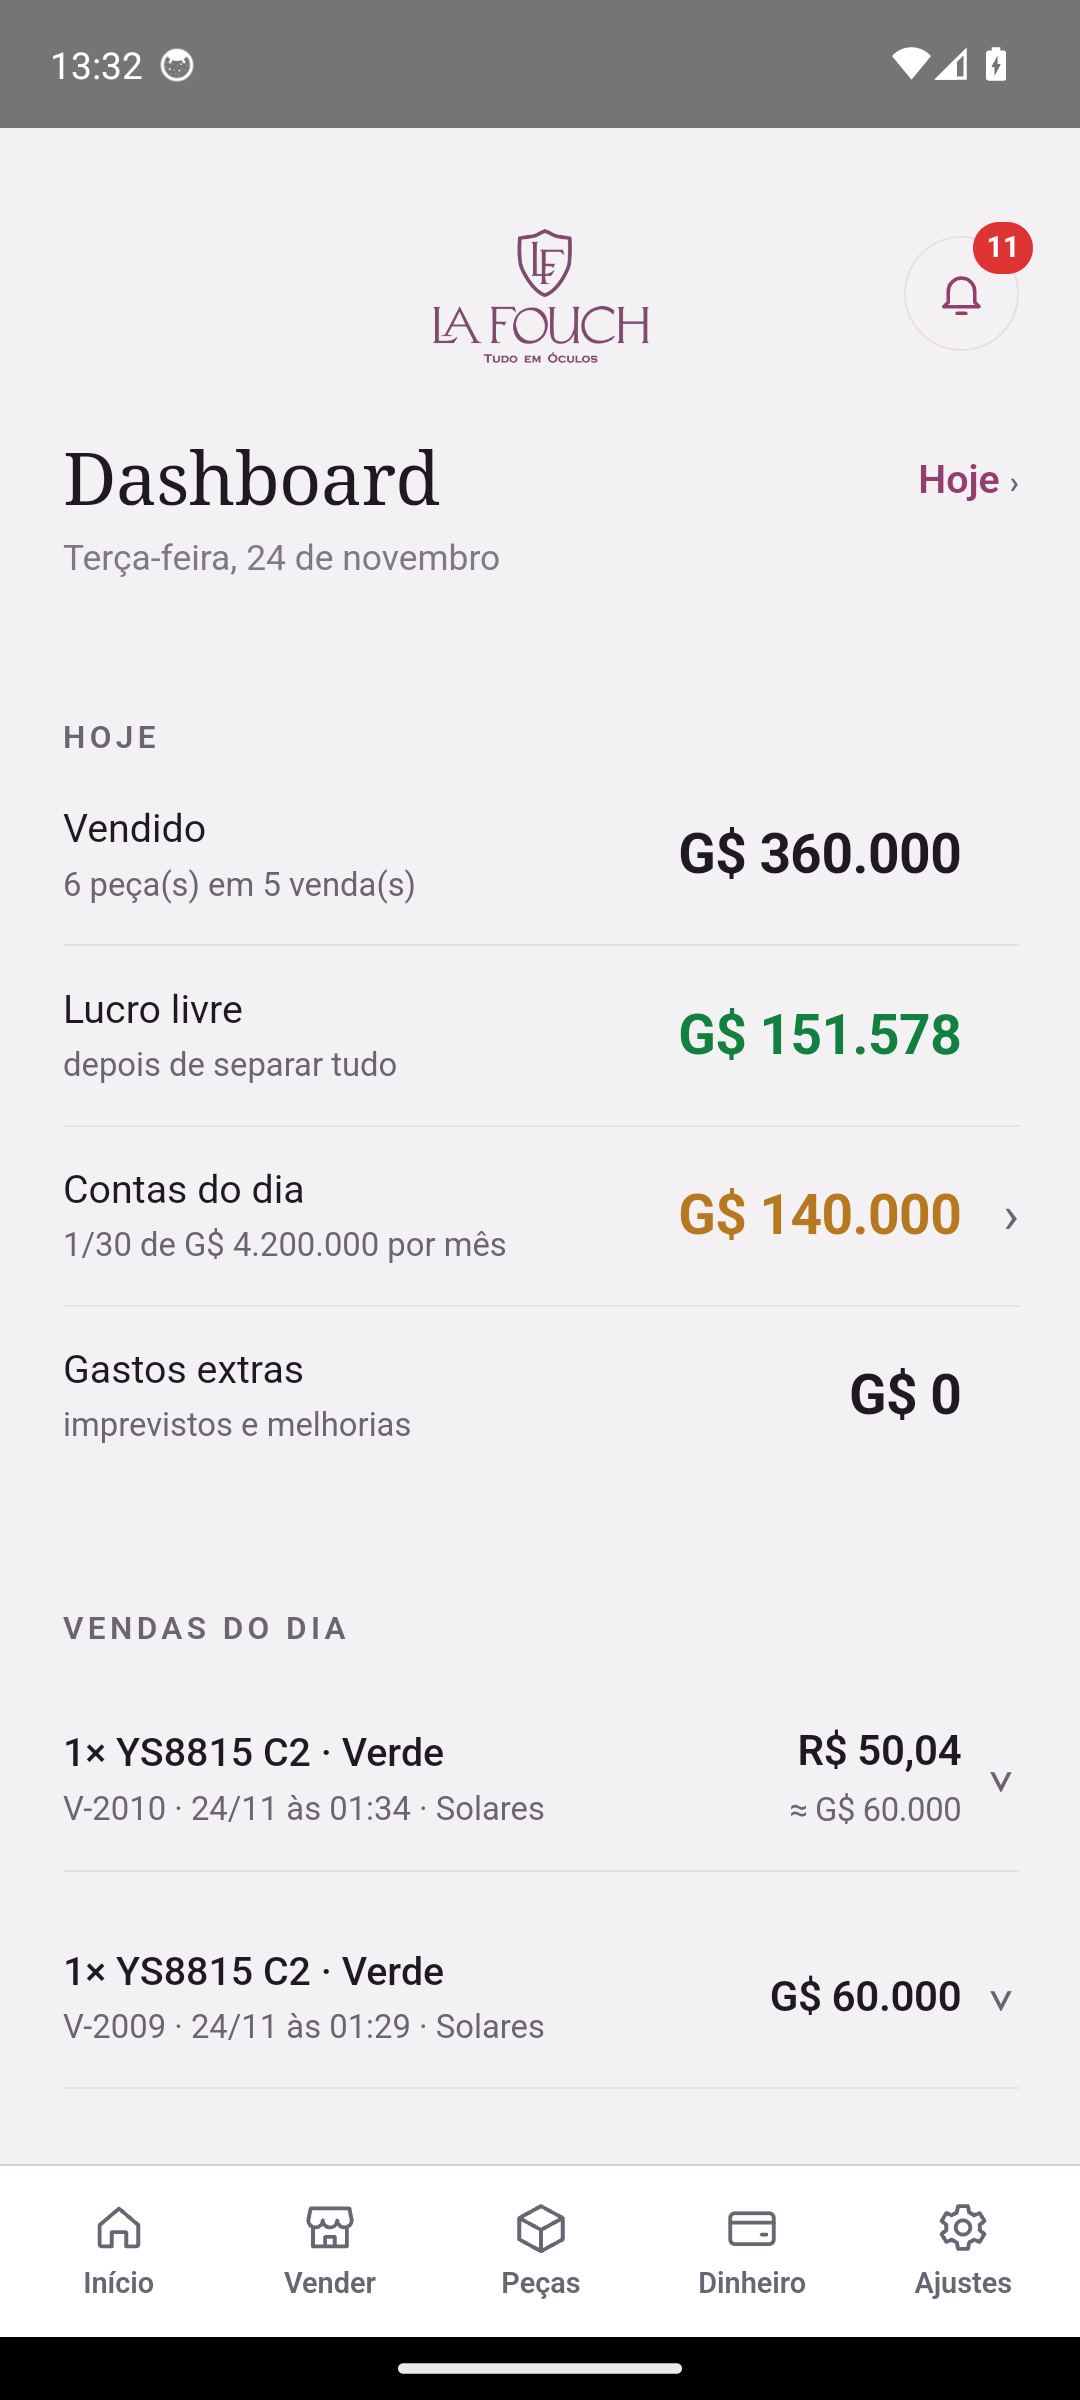 13:32
LF
LA FOUCH
TUDO EM ÓCULOS
11
Dashboard
Hoje ›
Terça-feira, 24 de novembro
HOJE
Vendido
G$ 360.000
6 peça(s) em 5 venda(s)
Lucro livre
G$ 151.578
depois de separar tudo
Contas do dia
G$ 140.000 ›
1/30 de G$ 4.200.000 por mês
Gastos extras
G$ 0
imprevistos e melhorias
VENDAS DO DIA
1× YS8815 C2 · Verde
R$ 50,04
V-2010 · 24/11 às 01:34 · Solares
≈ G$ 60.000
1× YS8815 C2 · Verde
G$ 60.000
V-2009 · 24/11 às 01:29 · Solares
Início
Vender
Peças
Dinheiro
Ajustes